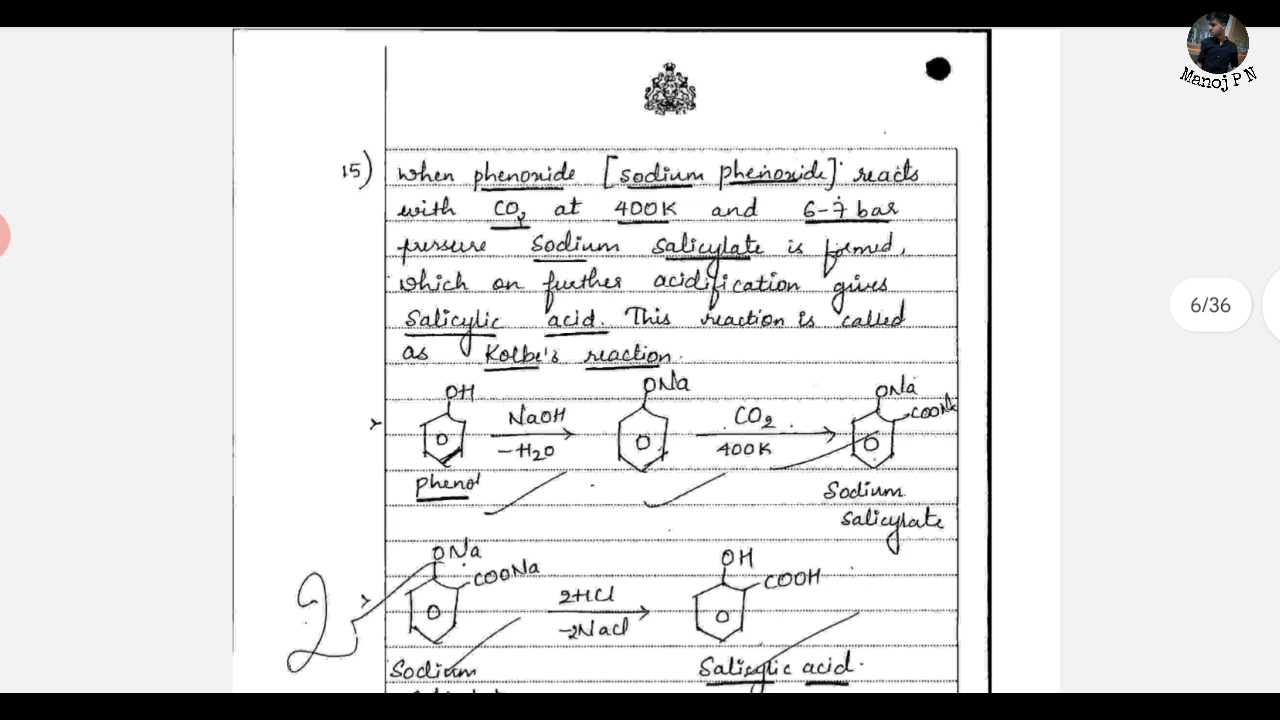 Manoj P N
15) When phenoxide [sodium phenoxide] reacts
with CO2 at 400K and 6-7 bar
pressure Sodium Salicylate is formed,
which on further acidification gives
Salicylic acid. This reaction is called
as Kolbe's reaction.
OH ONa ONa
NaOH CO2 COONa
-H2O 400K
phenol
Sodium
Salicylate
6/36
ONa OH
COONa COOH
2HCl
-2NaCl
2
Sodium Salicylic acid.